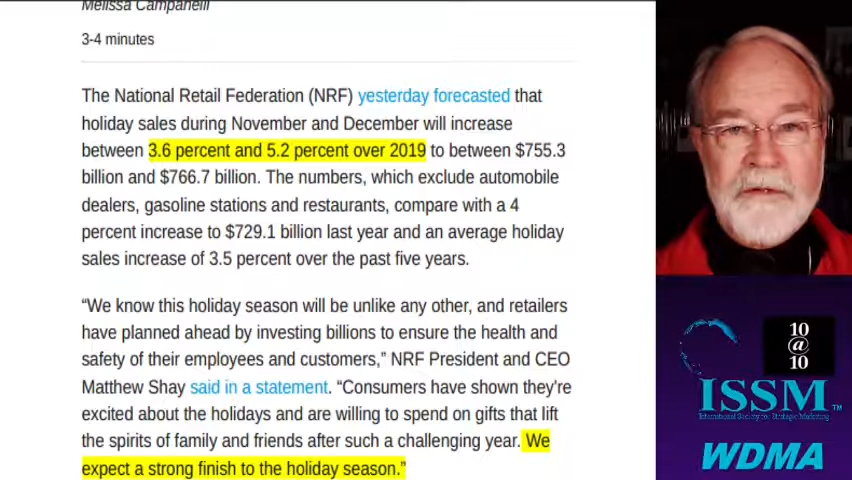 Melissa Campanelli
3-4 minutes
The National Retail Federation (NRF) yesterday forecasted that
holiday sales during November and December will increase
between 3.6 percent and 5.2 percent over 2019 to between $755.3
billion and $766.7 billion. The numbers, which exclude automobile
dealers, gasoline stations and restaurants, compare with a 4
percent increase to $729.1 billion last year and an average holiday
sales increase of 3.5 percent over the past five years.
“We know this holiday season will be unlike any other, and retailers
have planned ahead by investing billions to ensure the health and
safety of their employees and customers,” NRF President and CEO
Matthew Shay said in a statement. “Consumers have shown they're
excited about the holidays and are willing to spend on gifts that lift
the spirits of family and friends after such a challenging year. We
expect a strong finish to the holiday season.”
10
@
10
ISSM™
International Society for Strategic Marketing
WDMA